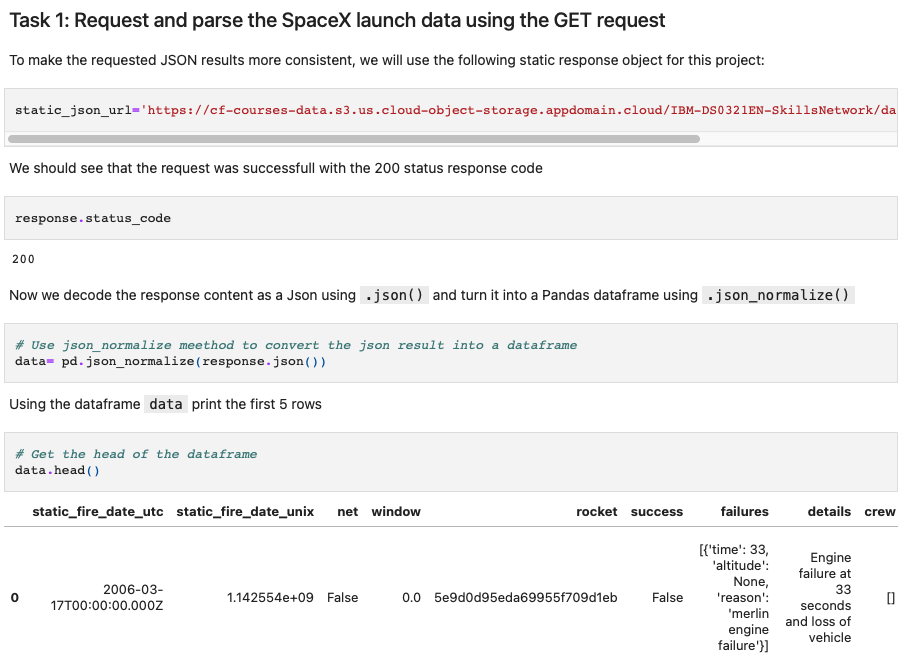 Task 1: Request and parse the SpaceX launch data using the GET request
To make the requested JSON results more consistent, we will use the following static response object for this project:
static_json_url='https://cf-courses-data.s3.us.cloud-object-storage.appdomain.cloud/IBM-DS0321EN-SkillsNetwork/da
We should see that the request was successfull with the 200 status response code
response.status_code
200
Now we decode the response content as a Json using .json() and turn it into a Pandas dataframe using .json_normalize()
# Use json_normalize meethod to convert the json result into a dataframe
data= pd.json_normalize(response.json())
Using the dataframe data print the first 5 rows
# Get the head of the dataframe
data.head()
static_fire_date_utc static_fire_date_unix net window rocket success failures details crew
0 2006-03-
17T00:00:00.000Z 1.142554e+09 False 0.0 5e9d0d95eda69955f709d1eb False
[{'time': 33,
'altitude':
None,
'reason':
'merlin
engine
failure'}]
Engine
failure at
33
seconds
and loss of
vehicle
[]